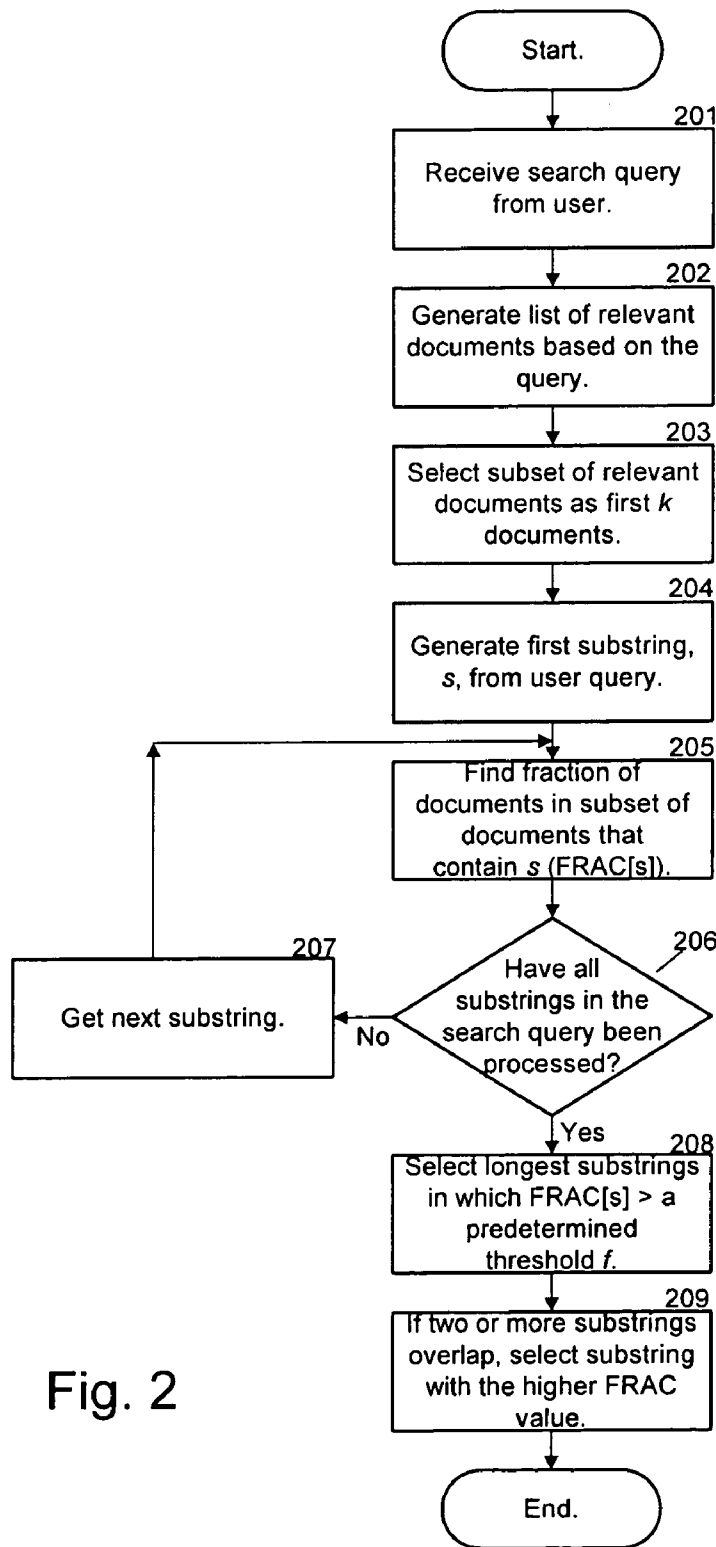 Start.
201
Receive search query
from user.
202
Generate list of relevant
documents based on the
query.
203
Select subset of relevant
documents as first k
documents.
204
Generate first substring,
s, from user query.
205
Find fraction of
documents in subset of
documents that
contain s (FRAC[s]).
206
Have all
substrings in the
search query been
processed?
No
207
Get next substring.
Yes
208
Select longest substrings
in which FRAC[s] > a
predetermined
threshold f.
209
If two or more substrings
overlap, select substring
with the higher FRAC
value.
End.
Fig. 2